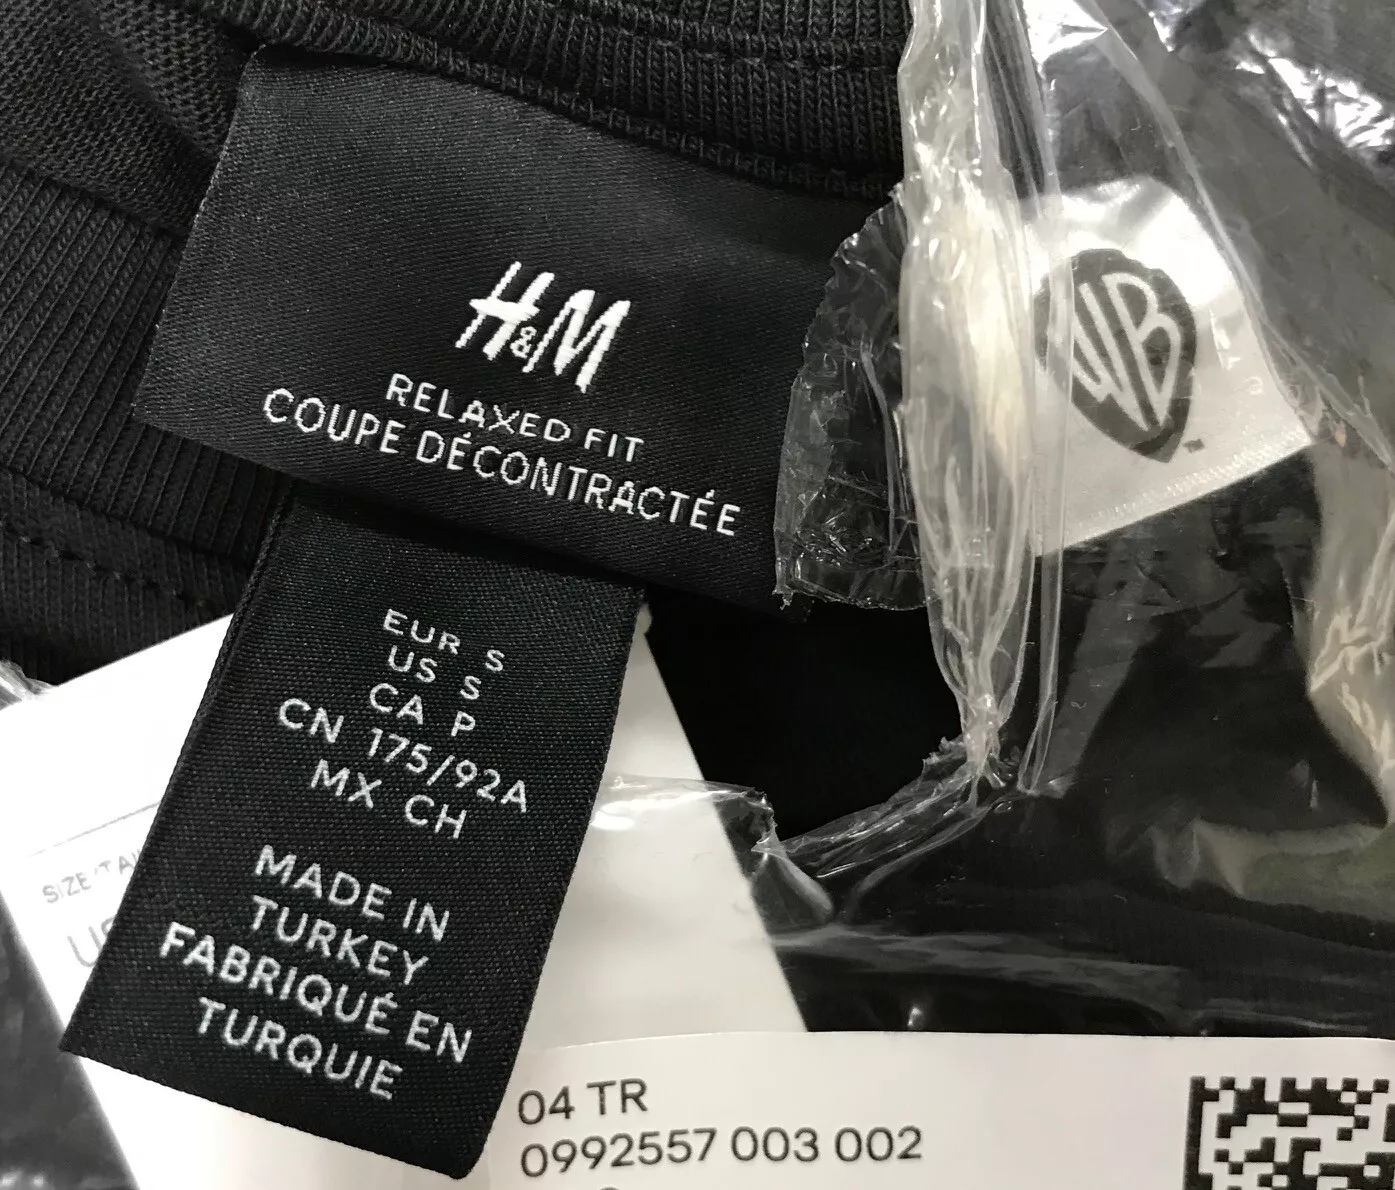 H&M
RELAXED FIT
COUPE DÉCONTRACTÉE
WB
™
EUR S
US S
CA P
CN 175/92A
MX CH
MADE IN
TURKEY
FABRIQUÉ EN
TURQUIE
04 TR
0992557 003 002